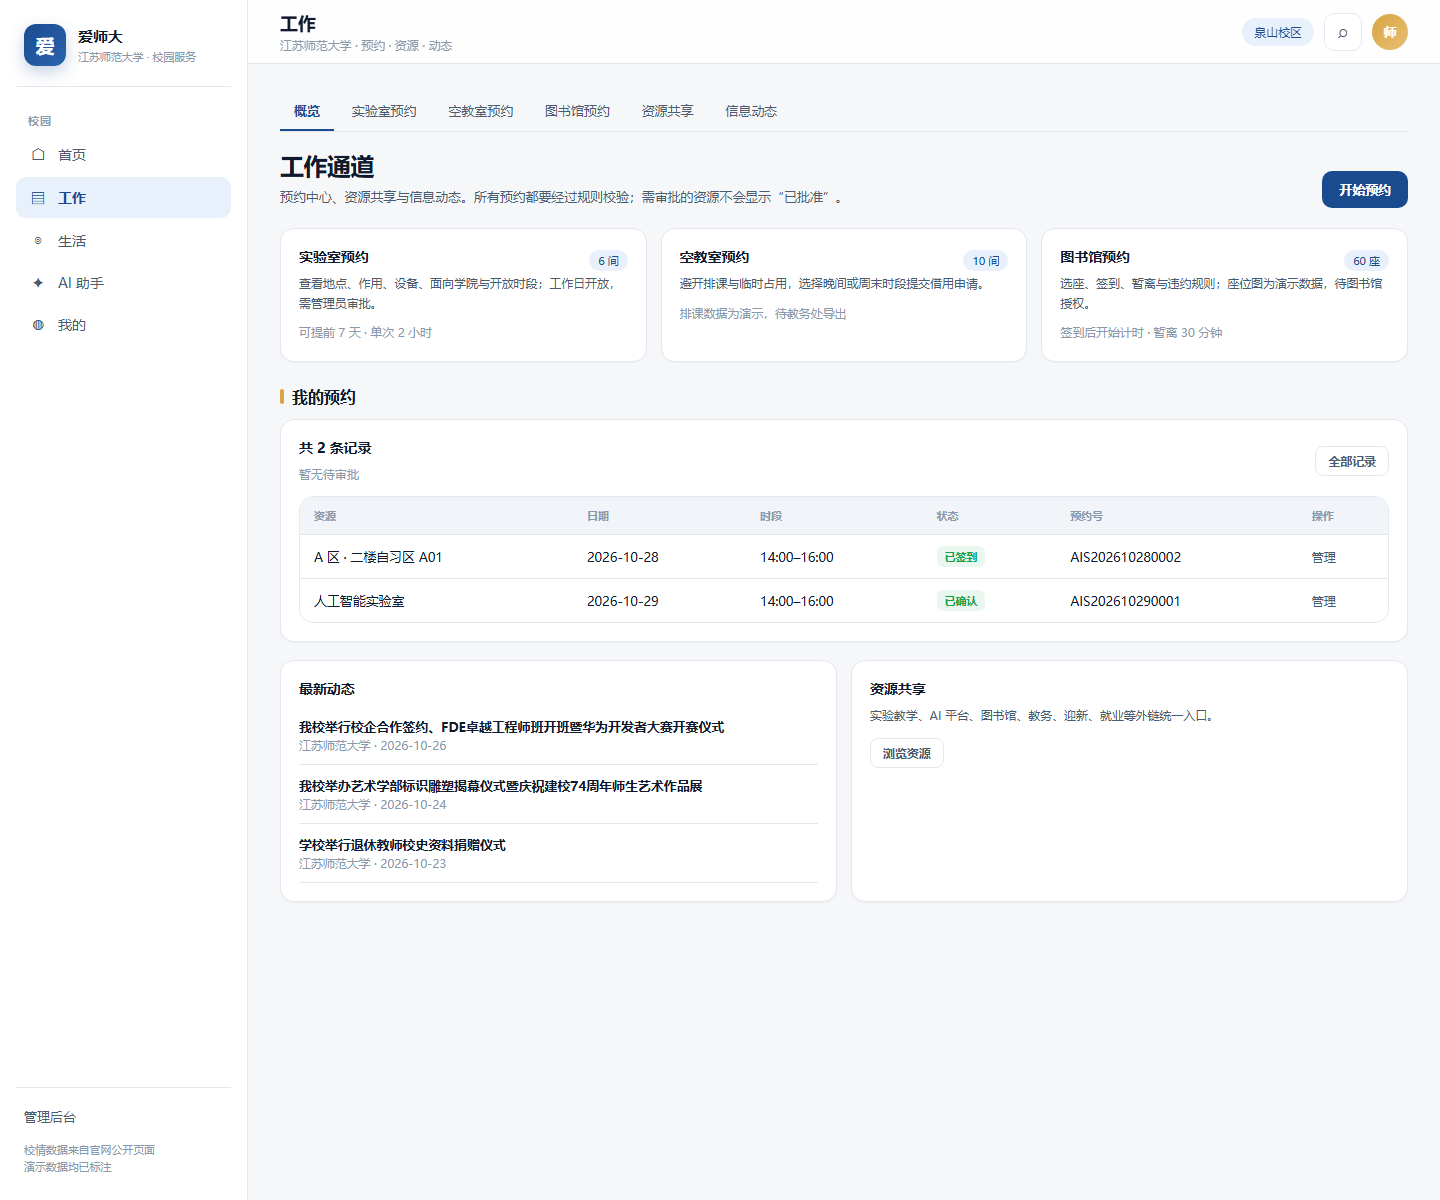 爱
爱师大
江苏师范大学 · 校园服务
校园
首页
工作
生活
AI 助手
我的
管理后台
校情数据来自官网公开页面
演示数据均已标注
工作
江苏师范大学 · 预约 · 资源 · 动态
泉山校区
师
概览
实验室预约
空教室预约
图书馆预约
资源共享
信息动态
工作通道
预约中心、资源共享与信息动态。所有预约都要经过规则校验；需审批的资源不会显示“已批准”。
开始预约
实验室预约
6 间
查看地点、作用、设备、面向学院与开放时段；工作日开放，
需管理员审批。
可提前 7 天 · 单次 2 小时
空教室预约
10 间
避开排课与临时占用，选择晚间或周末时段提交借用申请。
排课数据为演示，待教务处导出
图书馆预约
60 座
选座、签到、暂离与违约规则；座位图为演示数据，待图书馆
授权。
签到后开始计时 · 暂离 30 分钟
我的预约
共 2 条记录
暂无待审批
全部记录
资源 日期 时段 状态 预约号 操作
A 区 · 二楼自习区 A01 2026-10-28 14:00–16:00 已签到 AIS202610280002 管理
人工智能实验室 2026-10-29 14:00–16:00 已确认 AIS202610290001 管理
最新动态
我校举行校企合作签约、FDE卓越工程师班开班暨华为开发者大赛开赛仪式
江苏师范大学 · 2026-10-26
我校举办艺术学部标识雕塑揭幕仪式暨庆祝建校74周年师生艺术作品展
江苏师范大学 · 2026-10-24
学校举行退休教师校史资料捐赠仪式
江苏师范大学 · 2026-10-23
资源共享
实验教学、AI 平台、图书馆、教务、迎新、就业等外链统一入口。
浏览资源